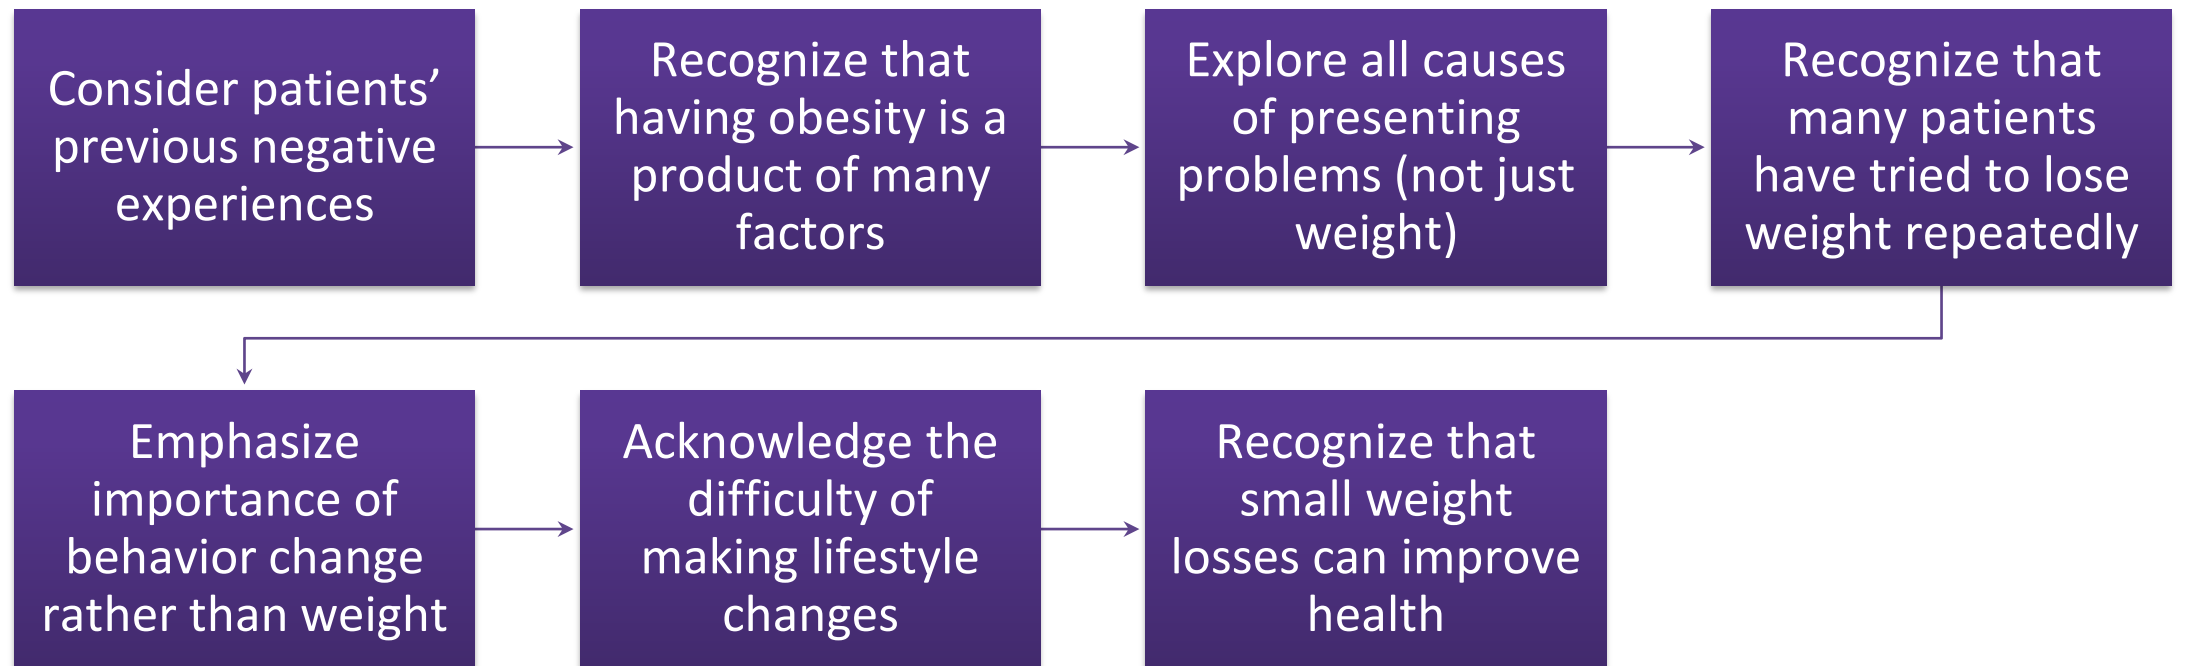 Consider patients’
previous negative
experiences
Recognize that
having obesity is a
product of many
factors
Explore all causes
of presenting
problems (not just
weight)
Recognize that
many patients
have tried to lose
weight repeatedly
Emphasize
importance of
behavior change
rather than weight
Acknowledge the
difficulty of
making lifestyle
changes
Recognize that
small weight
losses can improve
health